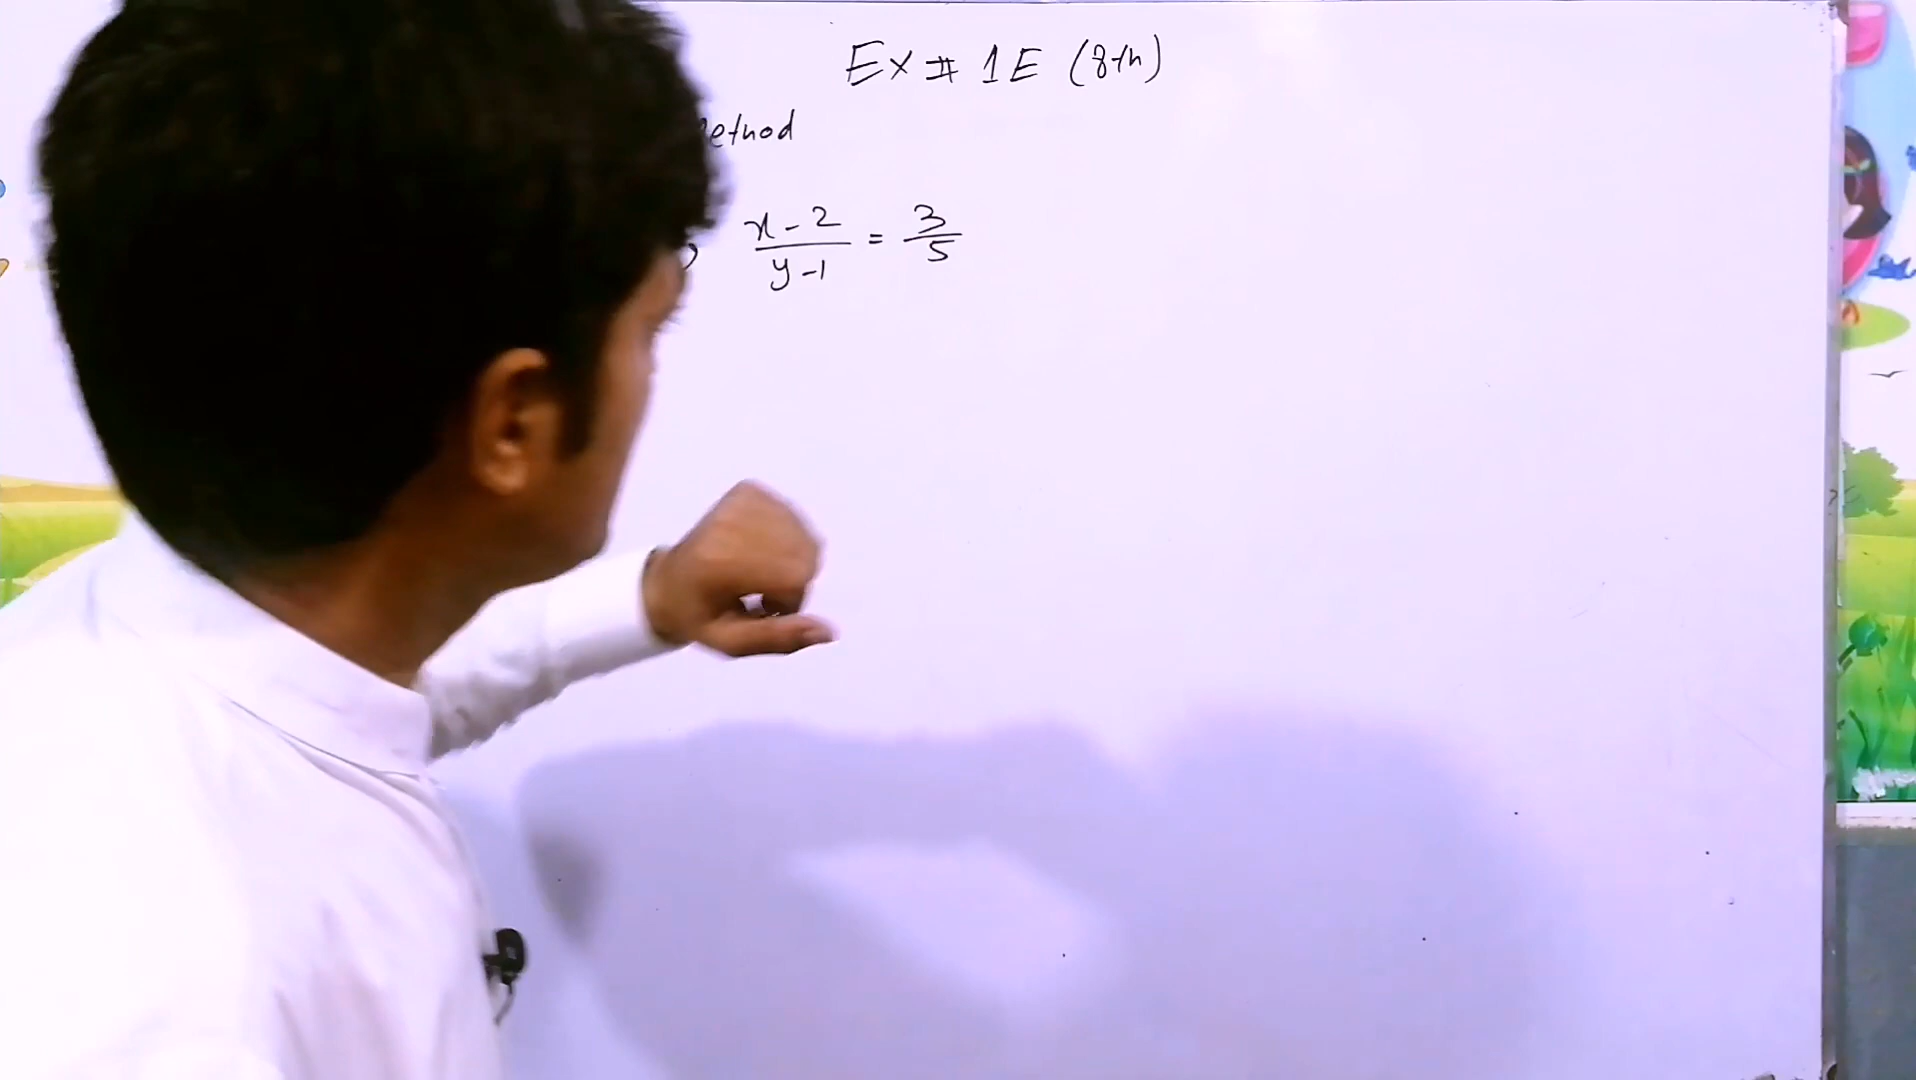 Ex # 1E (8th)
ethod
, x-2/y-1 = 3/5